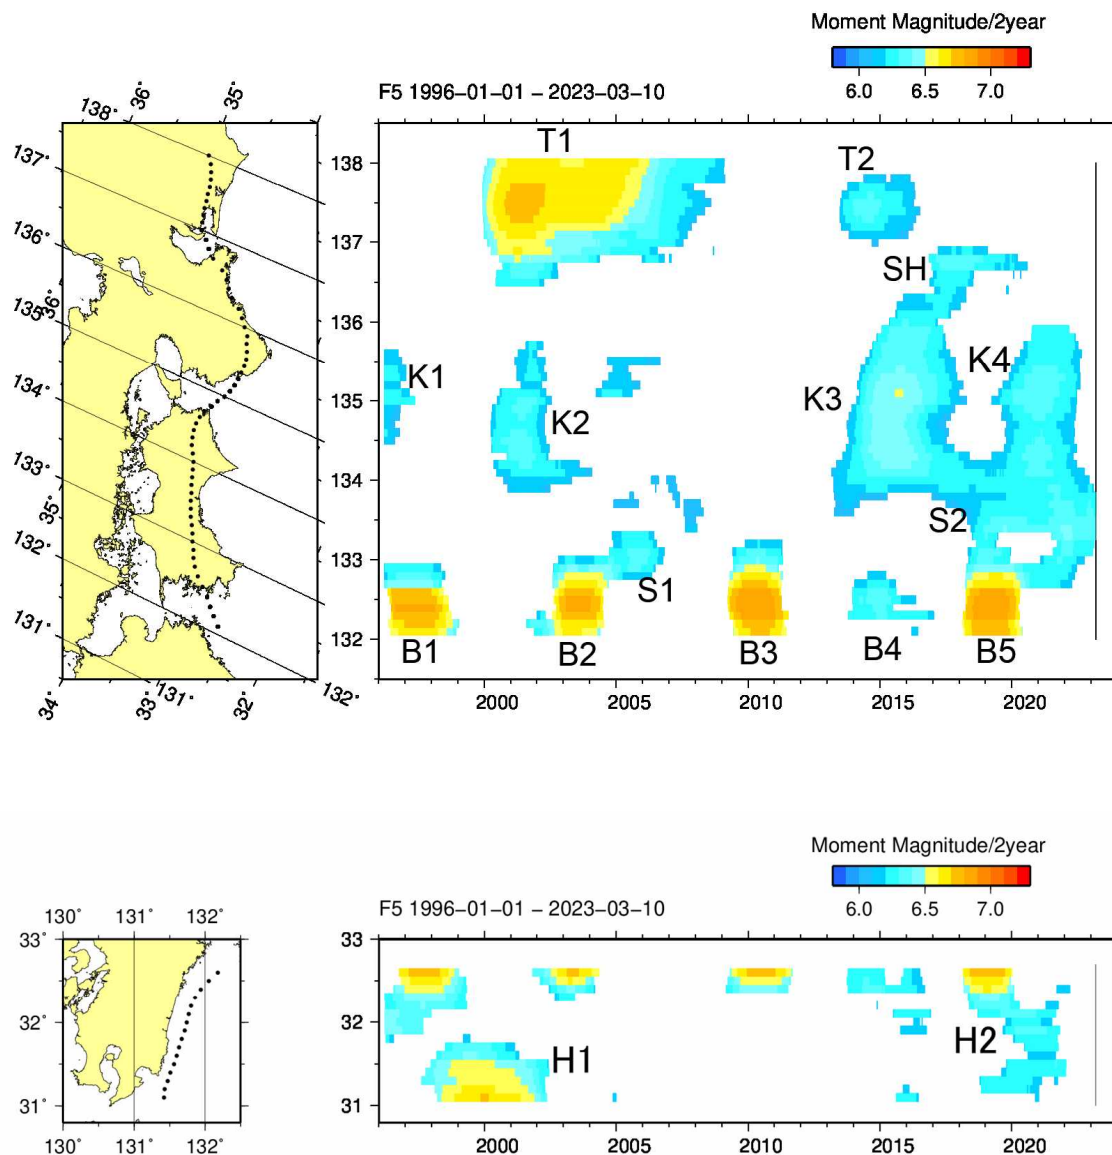 Moment Magnitude/2year
6.0 6.5 7.0
F5 1996-01-01 - 2023-03-10
36° 35°
138°
137°
136°
135°
36°
134°
133°
35°
132°
131°
34° 33° 131° 32° 132°
138
137
136
135
134
133
132
T1
T2
SH
K1
K4
K3
K2
S2
S1
B1 B2 B3 B4 B5
2000 2005 2010 2015 2020
Moment Magnitude/2year
6.0 6.5 7.0
F5 1996-01-01 - 2023-03-10
130° 131° 132°
33°
32°
31°
130° 131° 132°
33
32
31
H1
H2
2000 2005 2010 2015 2020